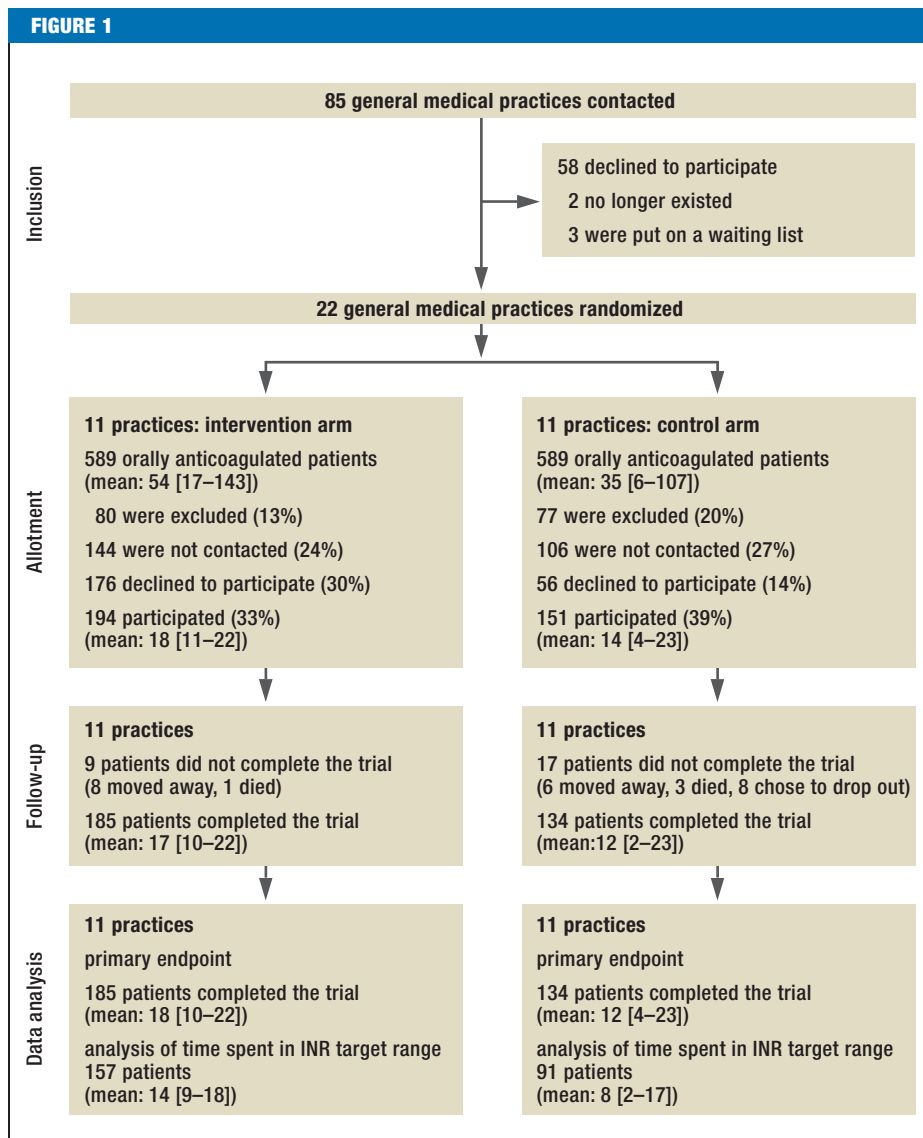 FIGURE 1
85 general medical practices contacted
Inclusion
58 declined to participate
2 no longer existed
3 were put on a waiting list
22 general medical practices randomized
Allotment
11 practices: intervention arm
589 orally anticoagulated patients
(mean: 54 [17–143])
80 were excluded (13%)
144 were not contacted (24%)
176 declined to participate (30%)
194 participated (33%)
(mean: 18 [11–22])
11 practices: control arm
589 orally anticoagulated patients
(mean: 35 [6–107])
77 were excluded (20%)
106 were not contacted (27%)
56 declined to participate (14%)
151 participated (39%)
(mean: 14 [4–23])
Follow-up
11 practices
9 patients did not complete the trial
(8 moved away, 1 died)
185 patients completed the trial
(mean: 17 [10–22])
11 practices
17 patients did not complete the trial
(6 moved away, 3 died, 8 chose to drop out)
134 patients completed the trial
(mean:12 [2–23])
Data analysis
11 practices
primary endpoint
185 patients completed the trial
(mean: 18 [10–22])
analysis of time spent in INR target range
157 patients
(mean: 14 [9–18])
11 practices
primary endpoint
134 patients completed the trial
(mean: 12 [4–23])
analysis of time spent in INR target range
91 patients
(mean: 8 [2–17])